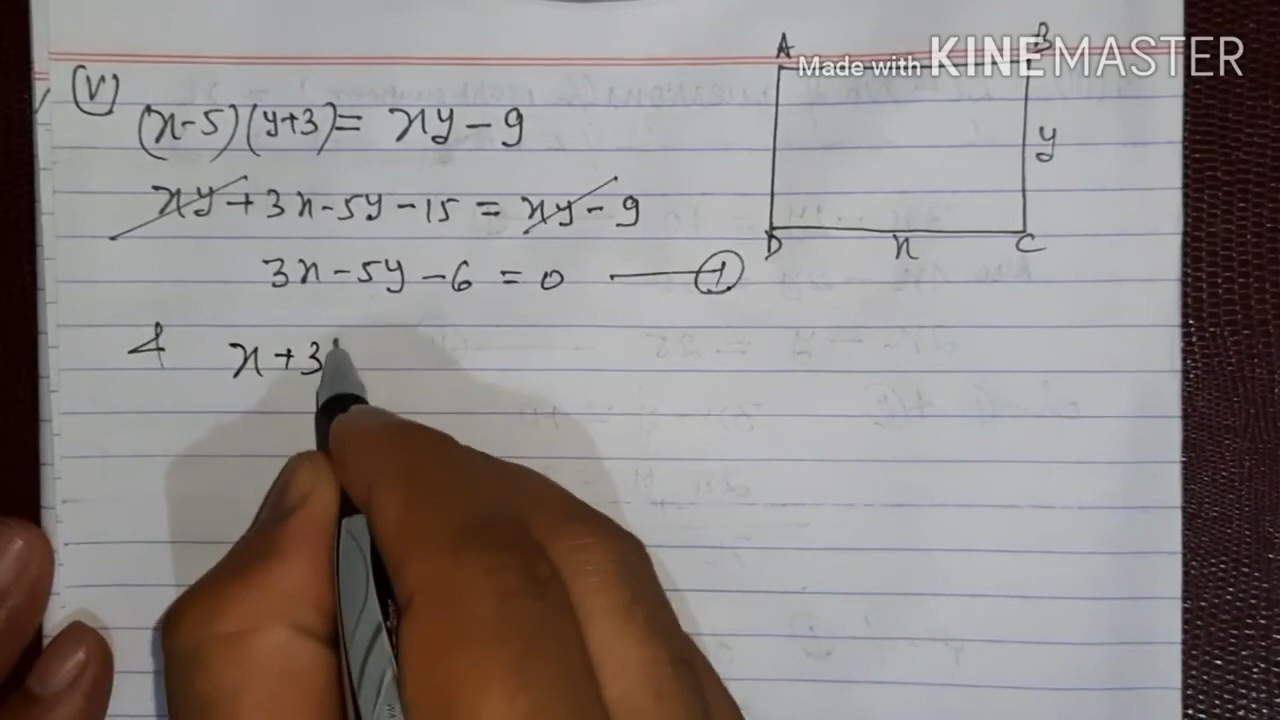 A B
Made with KINEMASTER
(V)
(x-5)(y+3) = xy - 9
xy + 3x - 5y - 15 = xy - 9
y
D x C
3x - 5y - 6 = 0 — 1
& x + 3